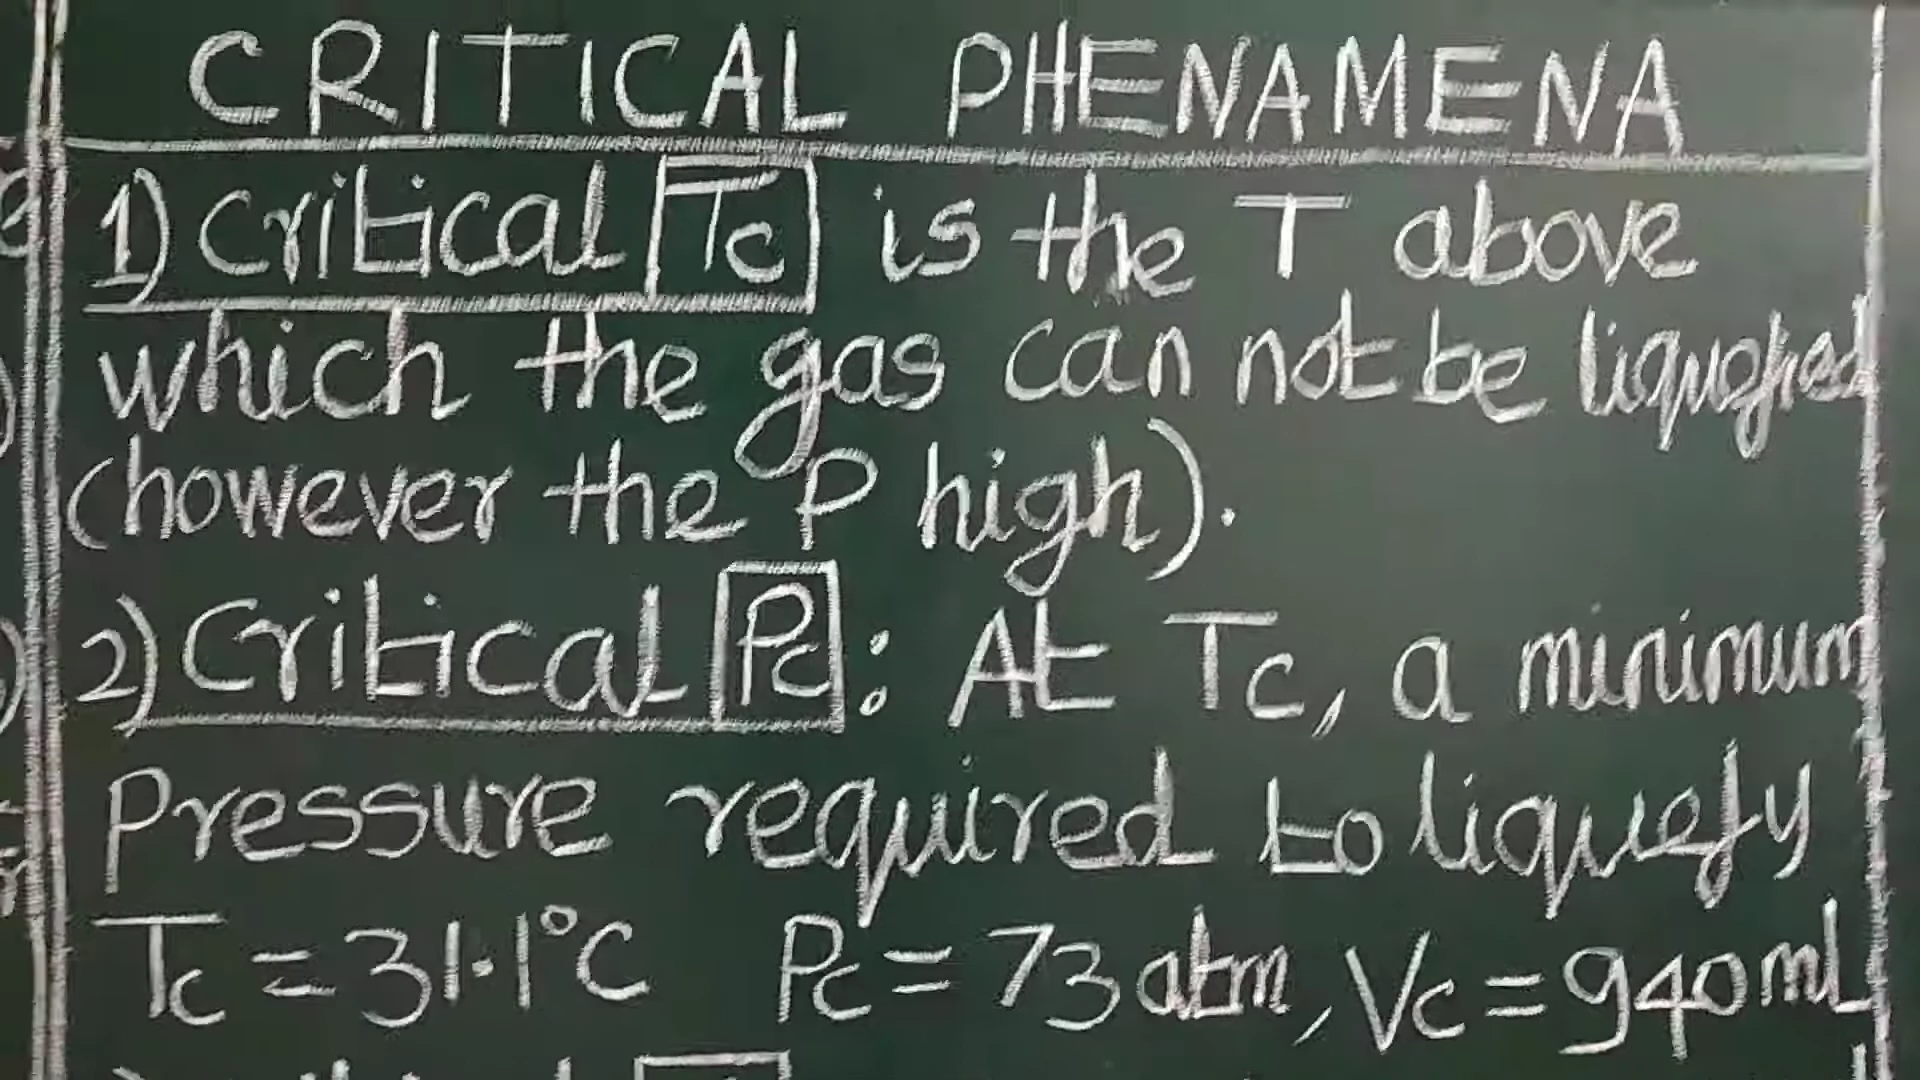 CRITICAL PHENAMENA
1) Critical Tc is the T above
which the gas can not be liquefied
(however the P high).
2) Critical Pc: At Tc, a minimum
Pressure required to liquefy
Tc = 31.1°C Pc = 73 atm, Vc = 940 ml